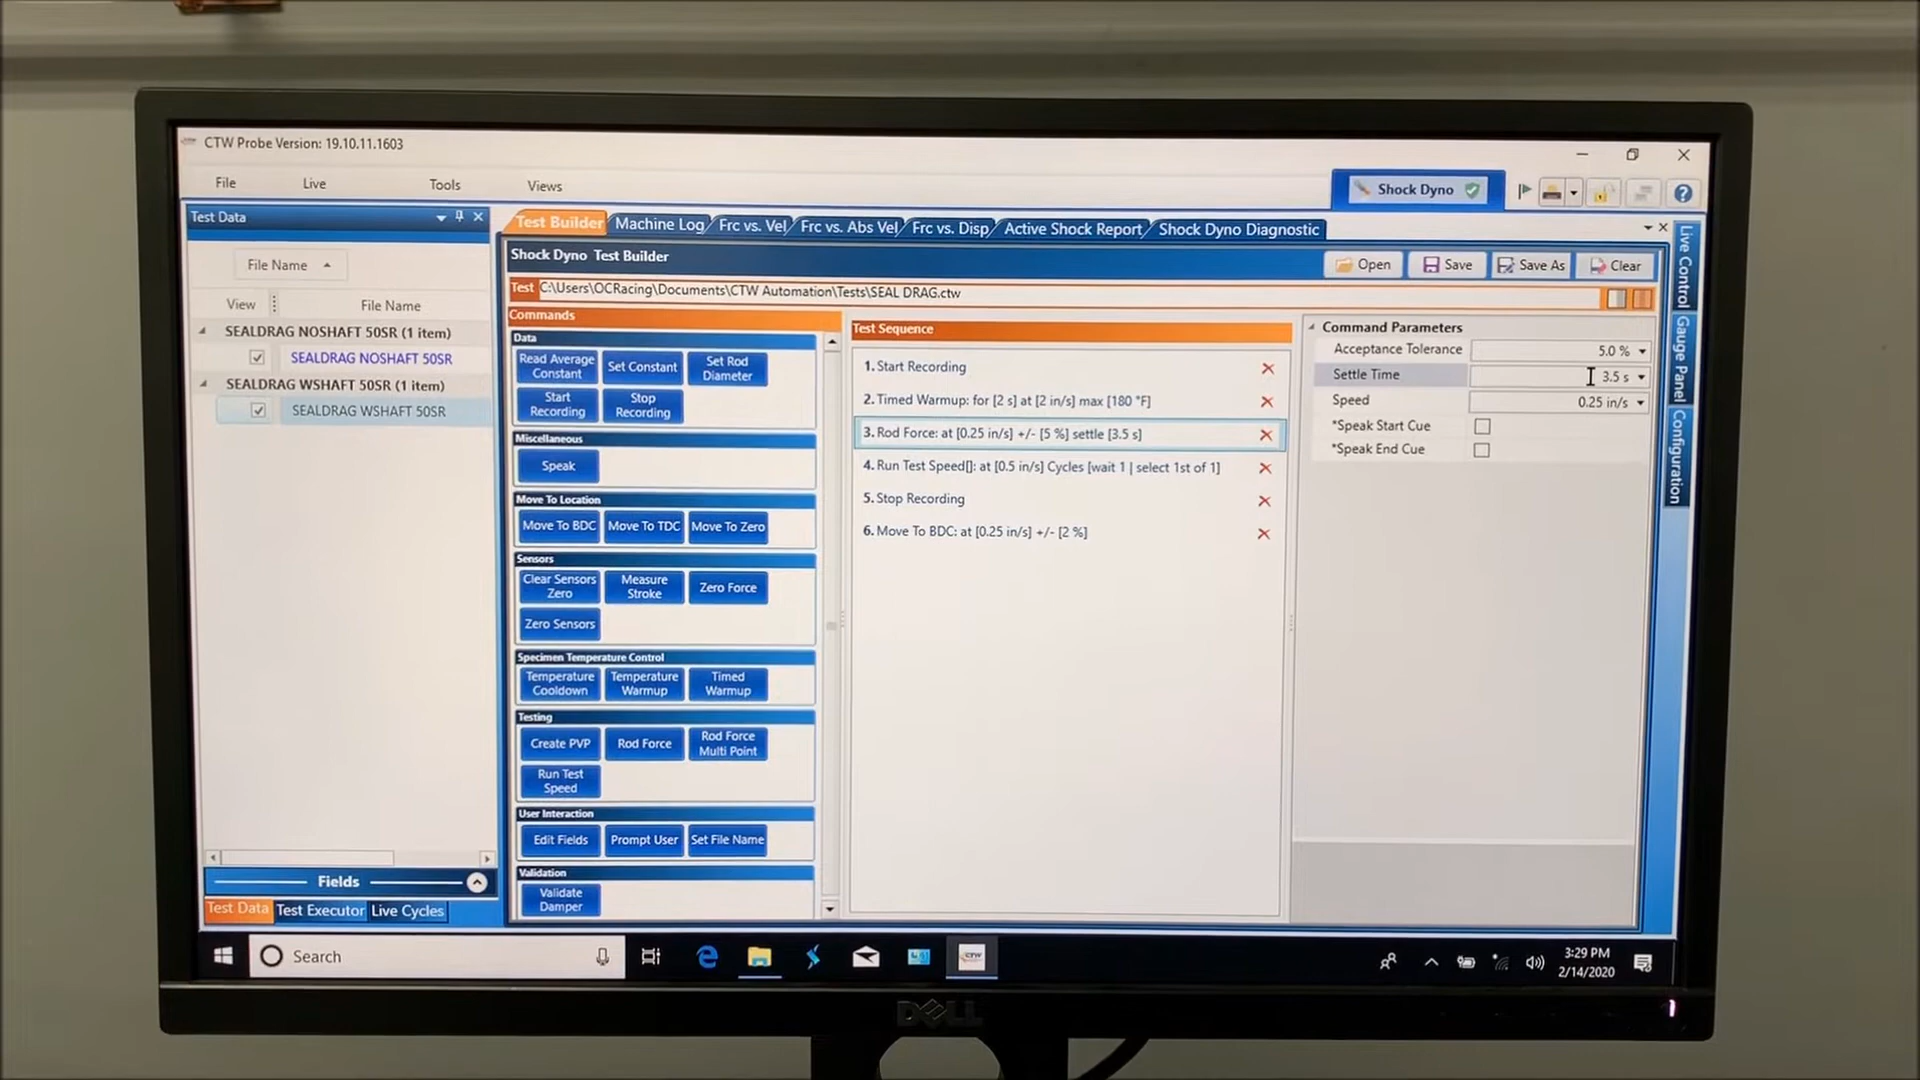 CTW Probe Version: 19.10.11.1603
File Live Tools Views
Shock Dyno
Test Data
File Name
View File Name
SEALDRAG NOSHAFT 50SR (1 item)
SEALDRAG NOSHAFT 50SR
SEALDRAG WSHAFT 50SR (1 item)
SEALDRAG WSHAFT 50SR
Fields
Test Data Test Executor Live Cycles
Test Builder Machine Log Frc vs. Vel Frc vs. Abs Vel Frc vs. Disp Active Shock Report Shock Dyno Diagnostic
Shock Dyno Test Builder
Open Save Save As Clear
Test C:\Users\OCRacing\Documents\CTW Automation\Tests\SEAL DRAG.ctw
Commands
Data
Read Average Constant
Set Constant
Set Rod Diameter
Start Recording
Stop Recording
Miscellaneous
Speak
Move To Location
Move To BDC Move To TDC Move To Zero
Sensors
Clear Sensors Zero
Measure Stroke
Zero Force
Zero Sensors
Specimen Temperature Control
Temperature Cooldown
Temperature Warmup
Timed Warmup
Testing
Create PVP
Rod Force
Rod Force Multi Point
Run Test Speed
User Interaction
Edit Fields Prompt User Set File Name
Validation
Validate Damper
Test Sequence
1. Start Recording
2. Timed Warmup: for [2 s] at [2 in/s] max [180 °F]
3. Rod Force: at [0.25 in/s] +/- [5 %] settle [3.5 s]
4. Run Test Speed[]: at [0.5 in/s] Cycles [wait 1 | select 1st of 1]
5. Stop Recording
6. Move To BDC: at [0.25 in/s] +/- [2 %]
Command Parameters
Acceptance Tolerance 5.0 %
Settle Time 3.5 s
Speed 0.25 in/s
*Speak Start Cue
*Speak End Cue
Live Control
Gauge Panel
Configuration
Search
CTW
3:29 PM
2/14/2020
DELL